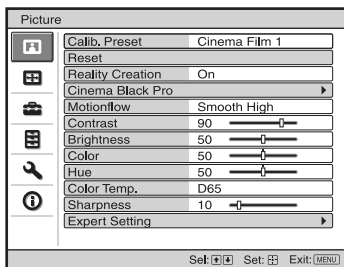 Picture
Calib. Preset Cinema Film 1
Reset
Reality Creation On
Cinema Black Pro
Motionflow Smooth High
Contrast 90
Brightness 50
Color 50
Hue 50
Color Temp. D65
Sharpness 10
Expert Setting
Sel: Set: Exit: MENU